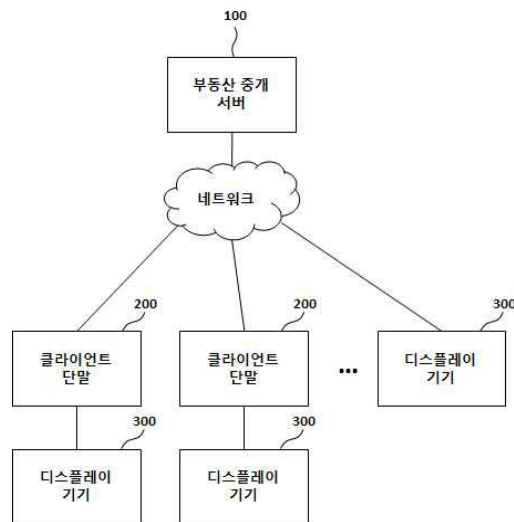 100
부동산 중개
서버
네트워크
200
200
300
클라이언트
단말
클라이언트
단말
...
디스플레이
기기
300
300
디스플레이
기기
디스플레이
기기